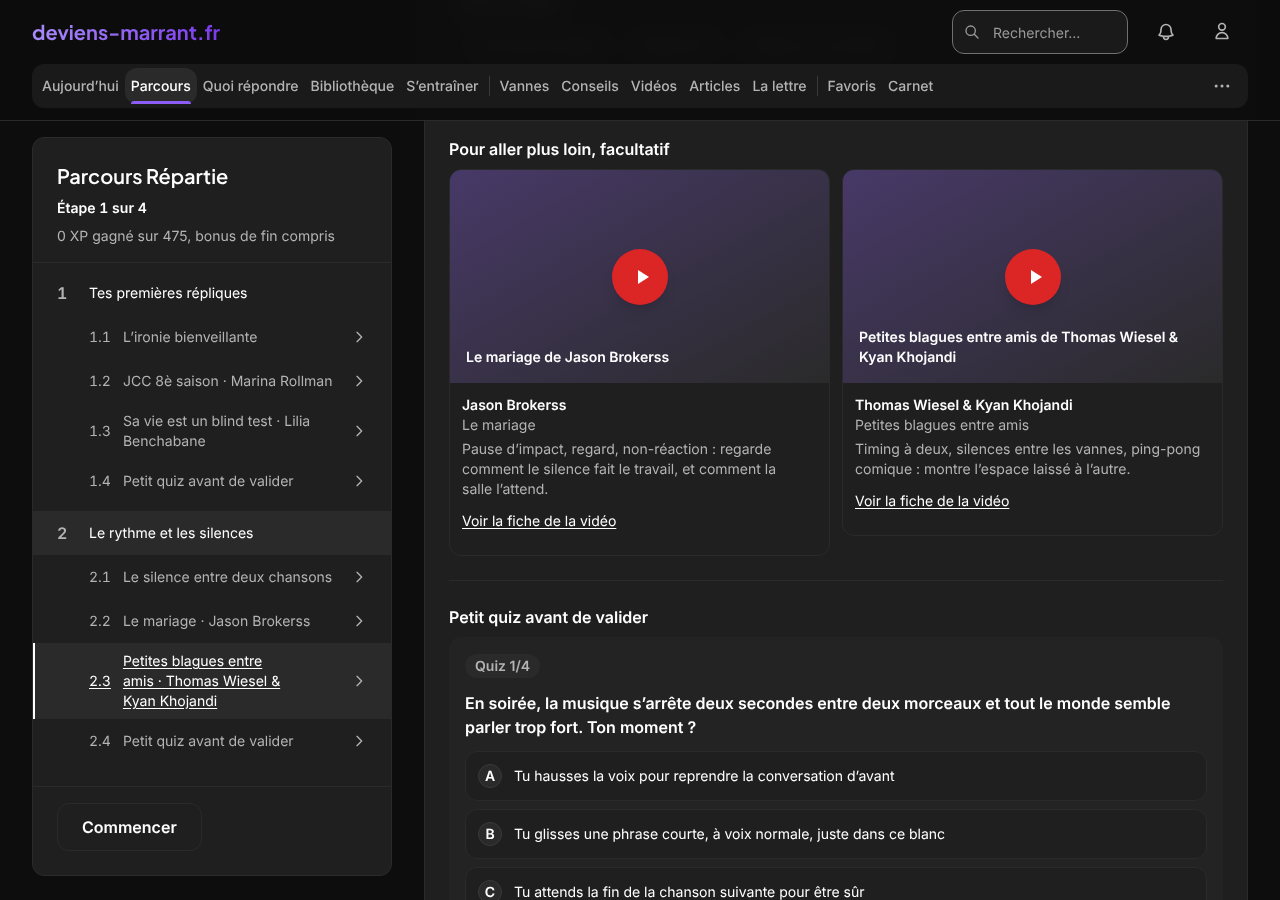 deviens-marrant.fr
Rechercher...
Aujourd’hui Parcours Quoi répondre Bibliothèque S’entraîner Vannes Conseils Vidéos Articles La lettre Favoris Carnet
Parcours Répartie
Étape 1 sur 4
0 XP gagné sur 475, bonus de fin compris
1 Tes premières répliques
1.1 L’ironie bienveillante
1.2 JCC 8è saison · Marina Rollman
1.3 Sa vie est un blind test · Lilia
Benchabane
1.4 Petit quiz avant de valider
2 Le rythme et les silences
2.1 Le silence entre deux chansons
2.2 Le mariage · Jason Brokerss
2.3 Petites blagues entre
amis · Thomas Wiesel &
Kyan Khojandi
2.4 Petit quiz avant de valider
Commencer
Pour aller plus loin, facultatif
Le mariage de Jason Brokerss
Jason Brokerss
Le mariage
Pause d’impact, regard, non-réaction : regarde
comment le silence fait le travail, et comment la
salle l’attend.
Voir la fiche de la vidéo
Petites blagues entre amis de Thomas Wiesel &
Kyan Khojandi
Thomas Wiesel & Kyan Khojandi
Petites blagues entre amis
Timing à deux, silences entre les vannes, ping-pong
comique : montre l’espace laissé à l’autre.
Voir la fiche de la vidéo
Petit quiz avant de valider
Quiz 1/4
En soirée, la musique s’arrête deux secondes entre deux morceaux et tout le monde semble
parler trop fort. Ton moment ?
A Tu hausses la voix pour reprendre la conversation d’avant
B Tu glisses une phrase courte, à voix normale, juste dans ce blanc
C Tu attends la fin de la chanson suivante pour être sûr